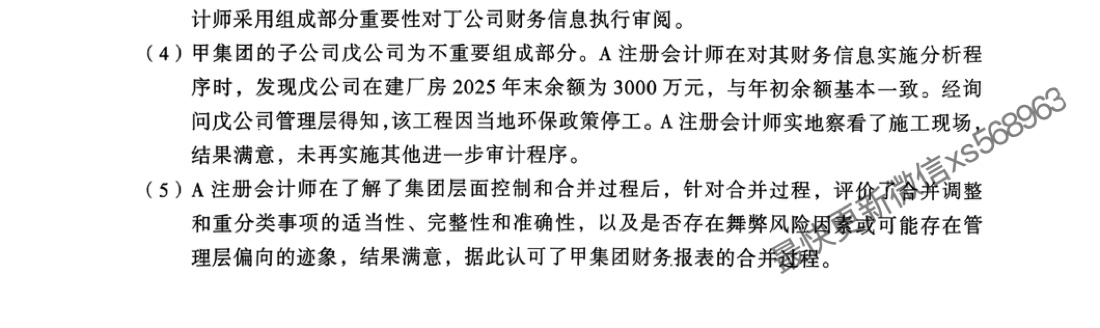 计师采用组成部分重要性对丁公司财务信息执行审阅。
（4）甲集团的子公司戊公司为不重要组成部分。A 注册会计师在对其财务信息实施分析程
序时，发现戊公司在建厂房 2025 年末余额为 3000 万元，与年初余额基本一致。经询
问戊公司管理层得知，该工程因当地环保政策停工。A 注册会计师实地察看了施工现场，
结果满意，未再实施其他进一步审计程序。
（5）A 注册会计师在了解了集团层面控制和合并过程后，针对合并过程，评价了合并调整
和重分类事项的适当性、完整性和准确性，以及是否存在舞弊风险因素或可能存在管
理层偏向的迹象，结果满意，据此认可了甲集团财务报表的合并过程。
最快更新微信xs568963